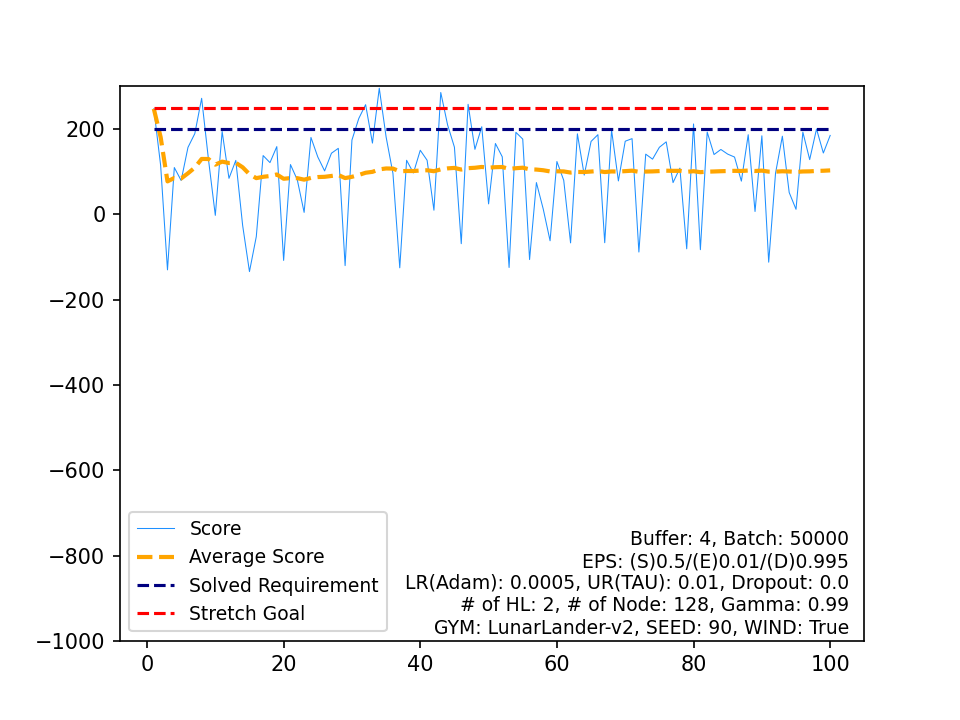 200
0
−200
−400
−600
−800
−1000
0 20 40 60 80 100
Score
Average Score
Solved Requirement
Stretch Goal
Buffer: 4, Batch: 50000
EPS: (S)0.5/(E)0.01/(D)0.995
LR(Adam): 0.0005, UR(TAU): 0.01, Dropout: 0.0
# of HL: 2, # of Node: 128, Gamma: 0.99
GYM: LunarLander-v2, SEED: 90, WIND: True